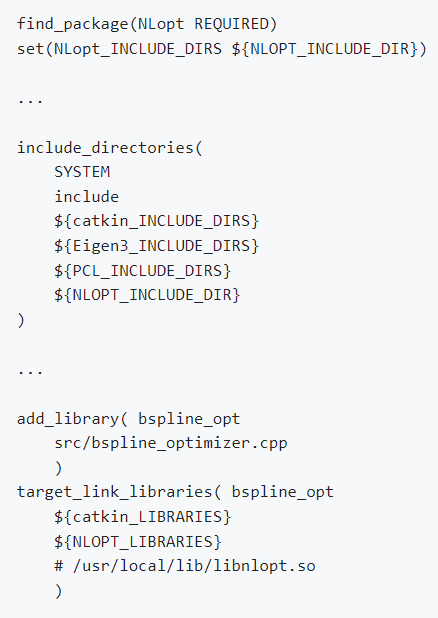 find_package(NLopt REQUIRED)
set(NLopt_INCLUDE_DIRS ${NLOPT_INCLUDE_DIR})
...
include_directories(
    SYSTEM
    include
    ${catkin_INCLUDE_DIRS}
    ${Eigen3_INCLUDE_DIRS}
    ${PCL_INCLUDE_DIRS}
    ${NLOPT_INCLUDE_DIR}
)
...
add_library( bspline_opt
    src/bspline_optimizer.cpp
    )
target_link_libraries( bspline_opt
    ${catkin_LIBRARIES}
    ${NLOPT_LIBRARIES}
    # /usr/local/lib/libnlopt.so
    )